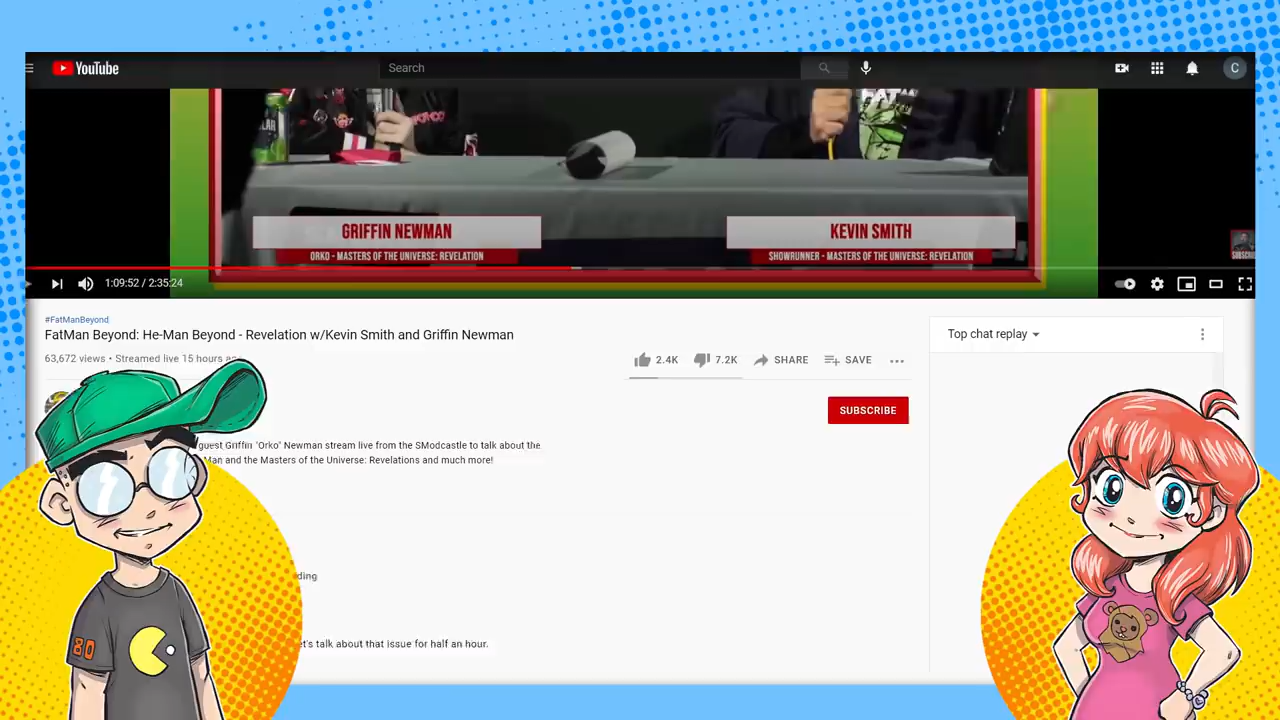 YouTube
Search
C
LAR
GRIFFIN NEWMAN
KEVIN SMITH
ORKO - MASTERS OF THE UNIVERSE: REVELATION
SHOWRUNNER - MASTERS OF THE UNIVERSE: REVELATION
1:09:52 / 2:35:24
#FatManBeyond
FatMan Beyond: He-Man Beyond - Revelation w/Kevin Smith and Griffin Newman
Top chat replay
63,672 views • Streamed live 15 hours
2.4K
7.2K
SHARE
SAVE
SUBSCRIBE
guest Griffin 'Orko' Newman stream live from the SModcastle to talk about the
Man and the Masters of the Universe: Revelations and much more!
ding
let's talk about that issue for half an hour.
80